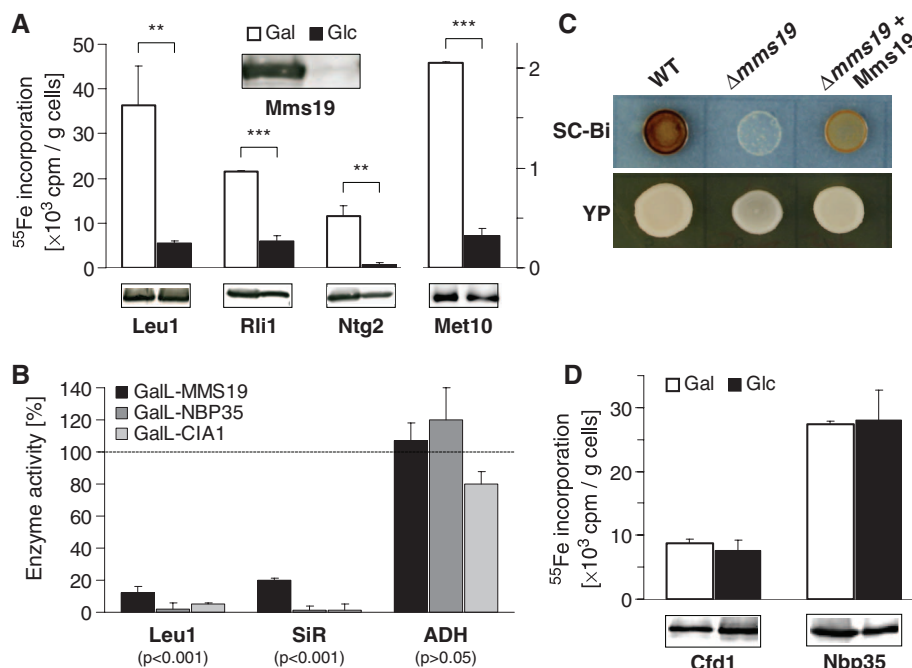 A
Gal Glc
Mms19
** *** ** ***
50
40
30
20
10
0
2
1
0
⁵⁵Fe incorporation
[×10³ cpm / g cells]
Leu1 Rli1 Ntg2 Met10
B
GalL-MMS19
GalL-NBP35
GalL-CIA1
Enzyme activity [%]
140
120
100
80
60
40
20
0
Leu1 SiR ADH
(p<0.001) (p<0.001) (p>0.05)
C
WT Δmms19 Δmms19 +
Mms19
SC-Bi
YP
D
Gal Glc
⁵⁵Fe incorporation
[×10³ cpm / g cells]
30
20
10
0
Cfd1 Nbp35